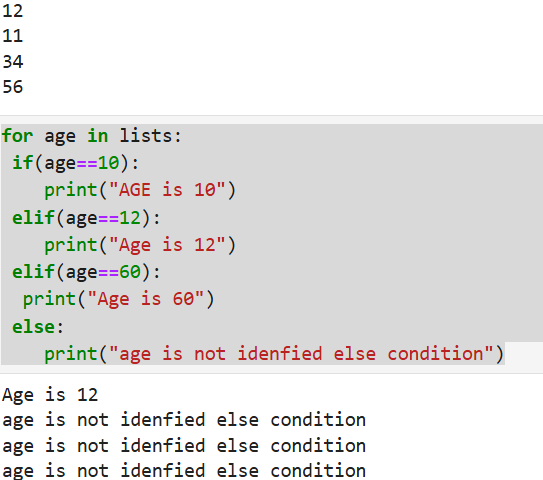 12
11
34
56
for age in lists:
 if(age==10):
    print("AGE is 10")
 elif(age==12):
    print("Age is 12")
 elif(age==60):
  print("Age is 60")
 else:
    print("age is not idenfied else condition")
Age is 12
age is not idenfied else condition
age is not idenfied else condition
age is not idenfied else condition